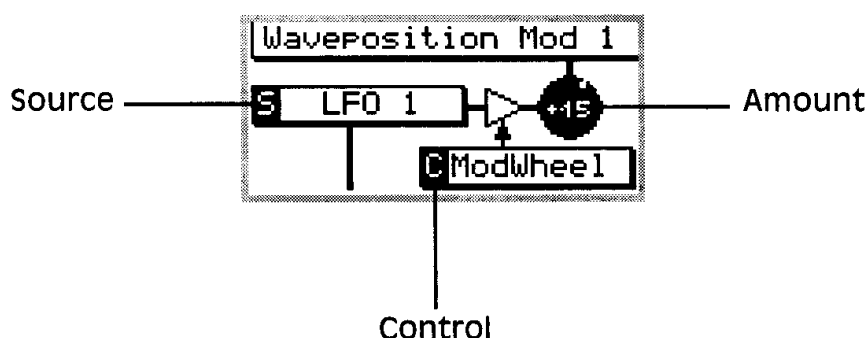 Waveposition Mod 1
Source
S LFO 1
+15
Amount
C ModWheel
Control